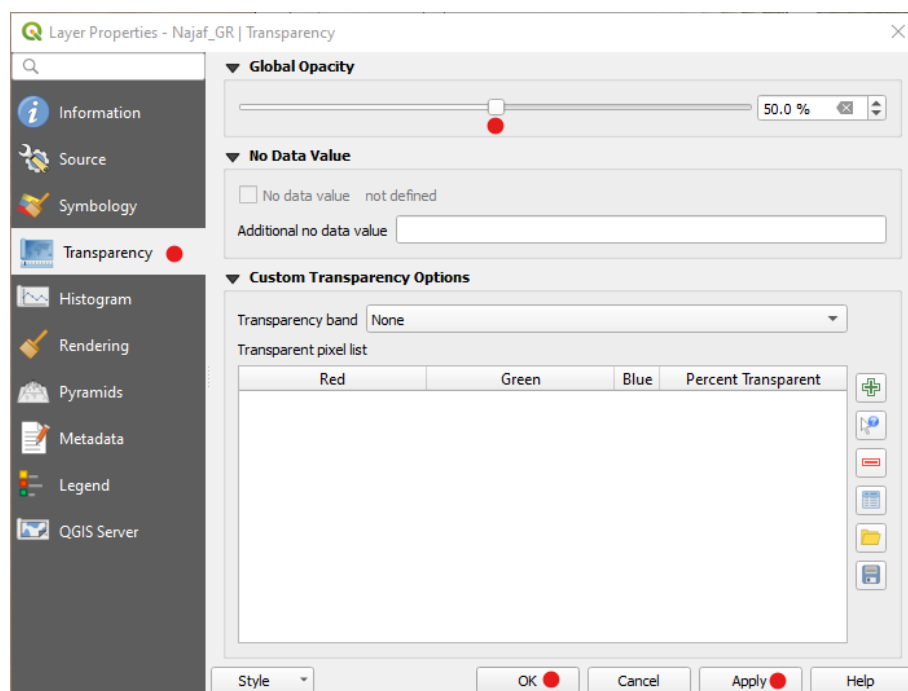 Layer Properties - Najaf_GR | Transparency
Information
Source
Symbology
Transparency
Histogram
Rendering
Pyramids
Metadata
Legend
QGIS Server
Global Opacity
50.0 %
No Data Value
No data value not defined
Additional no data value
Custom Transparency Options
Transparency band None
Transparent pixel list
Red Green Blue Percent Transparent
Style OK Cancel Apply Help